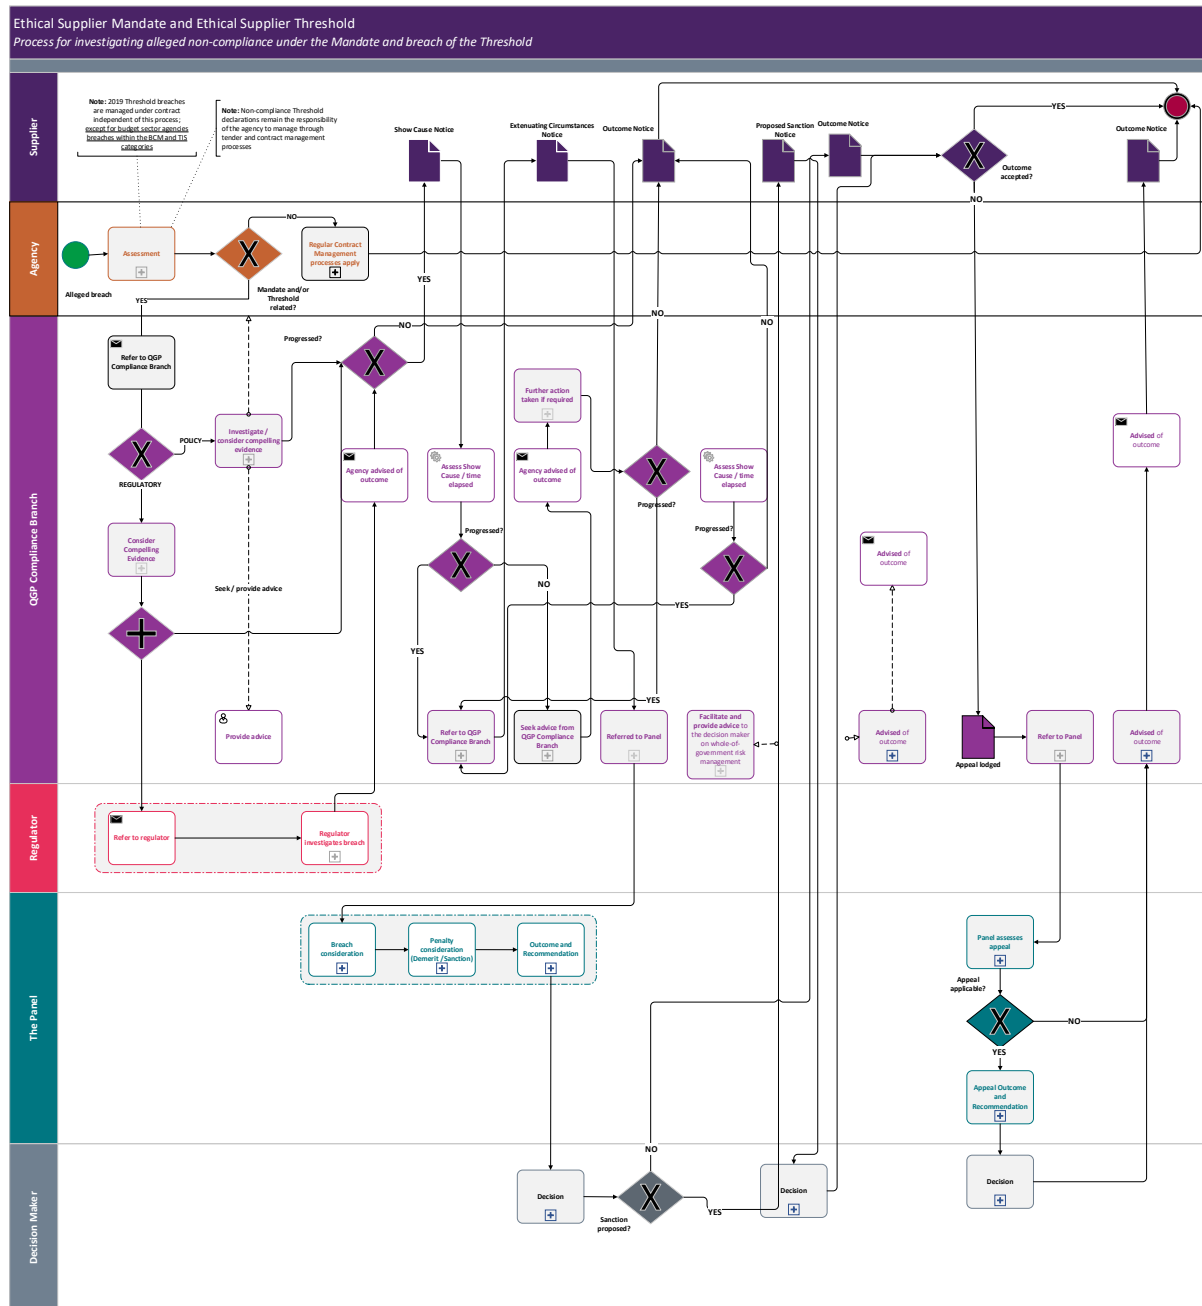 Ethical Supplier Mandate and Ethical Supplier Threshold
Process for investigating alleged non-compliance under the Mandate and breach of the Threshold
Supplier
Note: 2019 Threshold breaches
are managed under contract
independent of this process;
except for budget sector agencies
breaches within the BCM and TIS
categories
Note: Non-compliance Threshold
declarations remain the responsibility
of the agency to manage through
tender and contract management
processes
Show Cause Notice
Extenuating Circumstances
Notice
Outcome Notice
Proposed Sanction
Notice
Outcome Notice
YES
Outcome
accepted?
NO
Outcome Notice
Agency
Alleged breach
Assessment
NO
Mandate and/or
Threshold
related?
YES
Regular Contract
Management
processes apply
YES
QGP Compliance Branch
Refer to QGP
Compliance Branch
POLICY
REGULATORY
Investigate /
consider compelling
evidence
Consider
Compelling
Evidence
Seek / provide advice
Provide advice
Progressed?
NO
Agency advised of
outcome
Assess Show
Cause / time
elapsed
Progressed?
YES
NO
Further action
taken if required
Agency advised of
outcome
NO
Progressed?
YES
Assess Show
Cause / time
elapsed
Progressed?
NO
YES
Refer to QGP
Compliance Branch
Seek advice from
QGP Compliance
Branch
Referred to Panel
Facilitate and
provide advice to
the decision maker
on whole-of-
government risk
management
Advised of
outcome
Advised of
outcome
Appeal lodged
Refer to Panel
Advised of
outcome
Advised of
outcome
Regulator
Refer to regulator
Regulator
investigates breach
The Panel
Breach
consideration
Penalty
consideration
(Demerit /Sanction)
Outcome and
Recommendation
Panel assesses
appeal
Appeal
applicable?
NO
YES
Appeal Outcome
and
Recommendation
Decision Maker
Decision
NO
Sanction
proposed?
YES
Decision
Decision